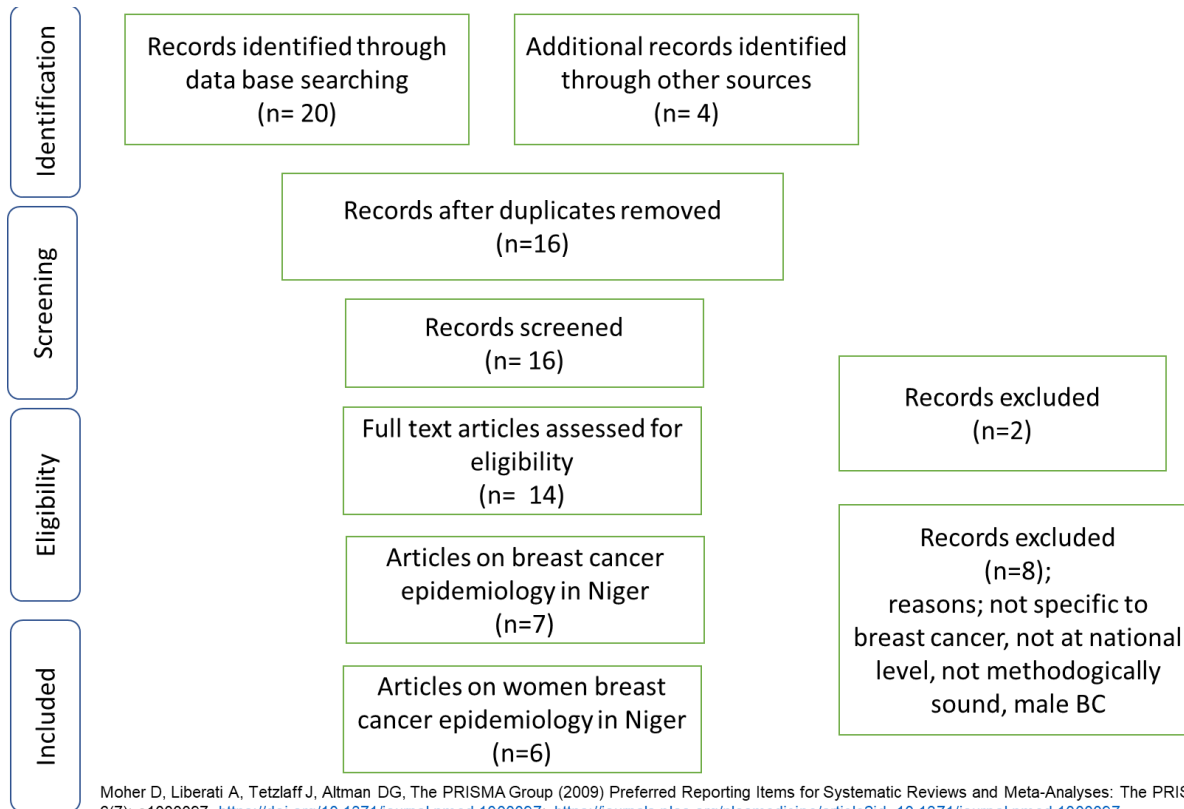 Identification
Records identified through
data base searching
(n= 20)
Additional records identified
through other sources
(n= 4)
Screening
Records after duplicates removed
(n=16)
Records screened
(n= 16)
Records excluded
(n=2)
Eligibility
Full text articles assessed for
eligibility
(n= 14)
Articles on breast cancer
epidemiology in Niger
(n=7)
Records excluded
(n=8);
reasons; not specific to
breast cancer, not at national
level, not methodogically
sound, male BC
Included
Articles on women breast
cancer epidemiology in Niger
(n=6)
Moher D, Liberati A, Tetzlaff J, Altman DG, The PRISMA Group (2009) Preferred Reporting Items for Systematic Reviews and Meta-Analyses: The PRIS